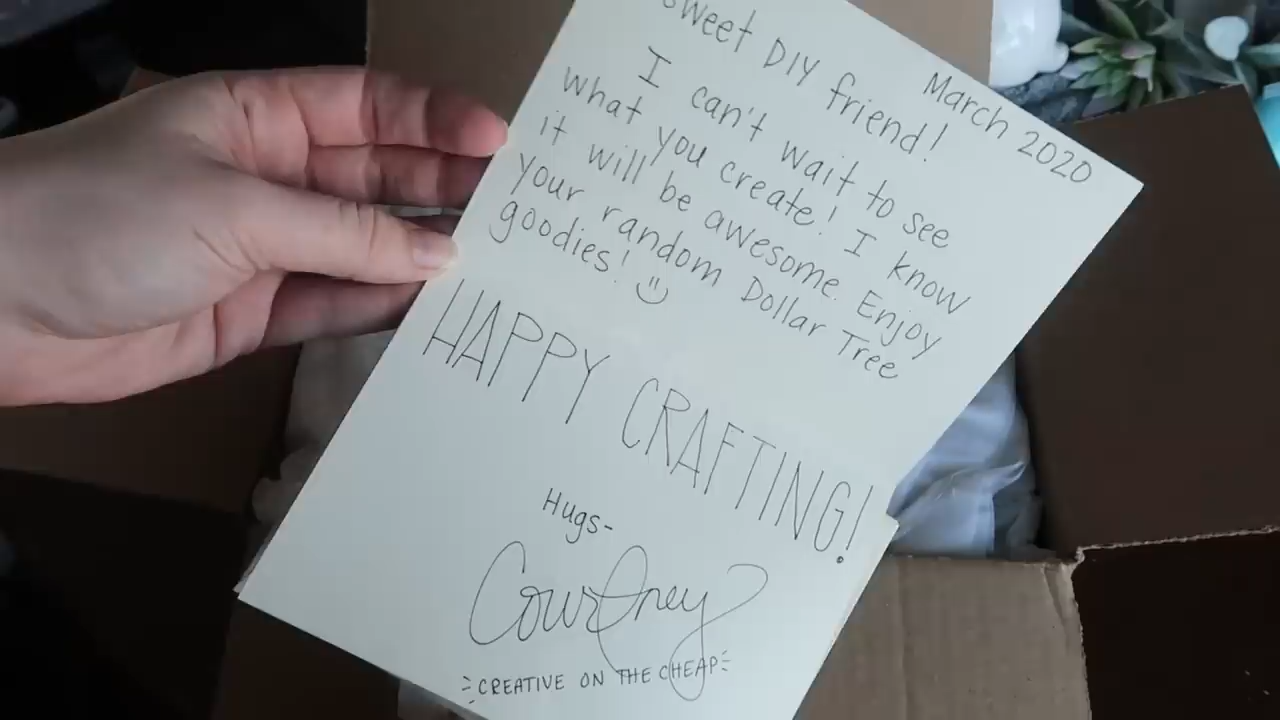 March 2020
Sweet DIY friend!
I can't wait to see
what you create! I know
it will be awesome. Enjoy
your random Dollar Tree
goodies!
HAPPY CRAFTING!
Hugs-
Courtney
CREATIVE ON THE CHEAP